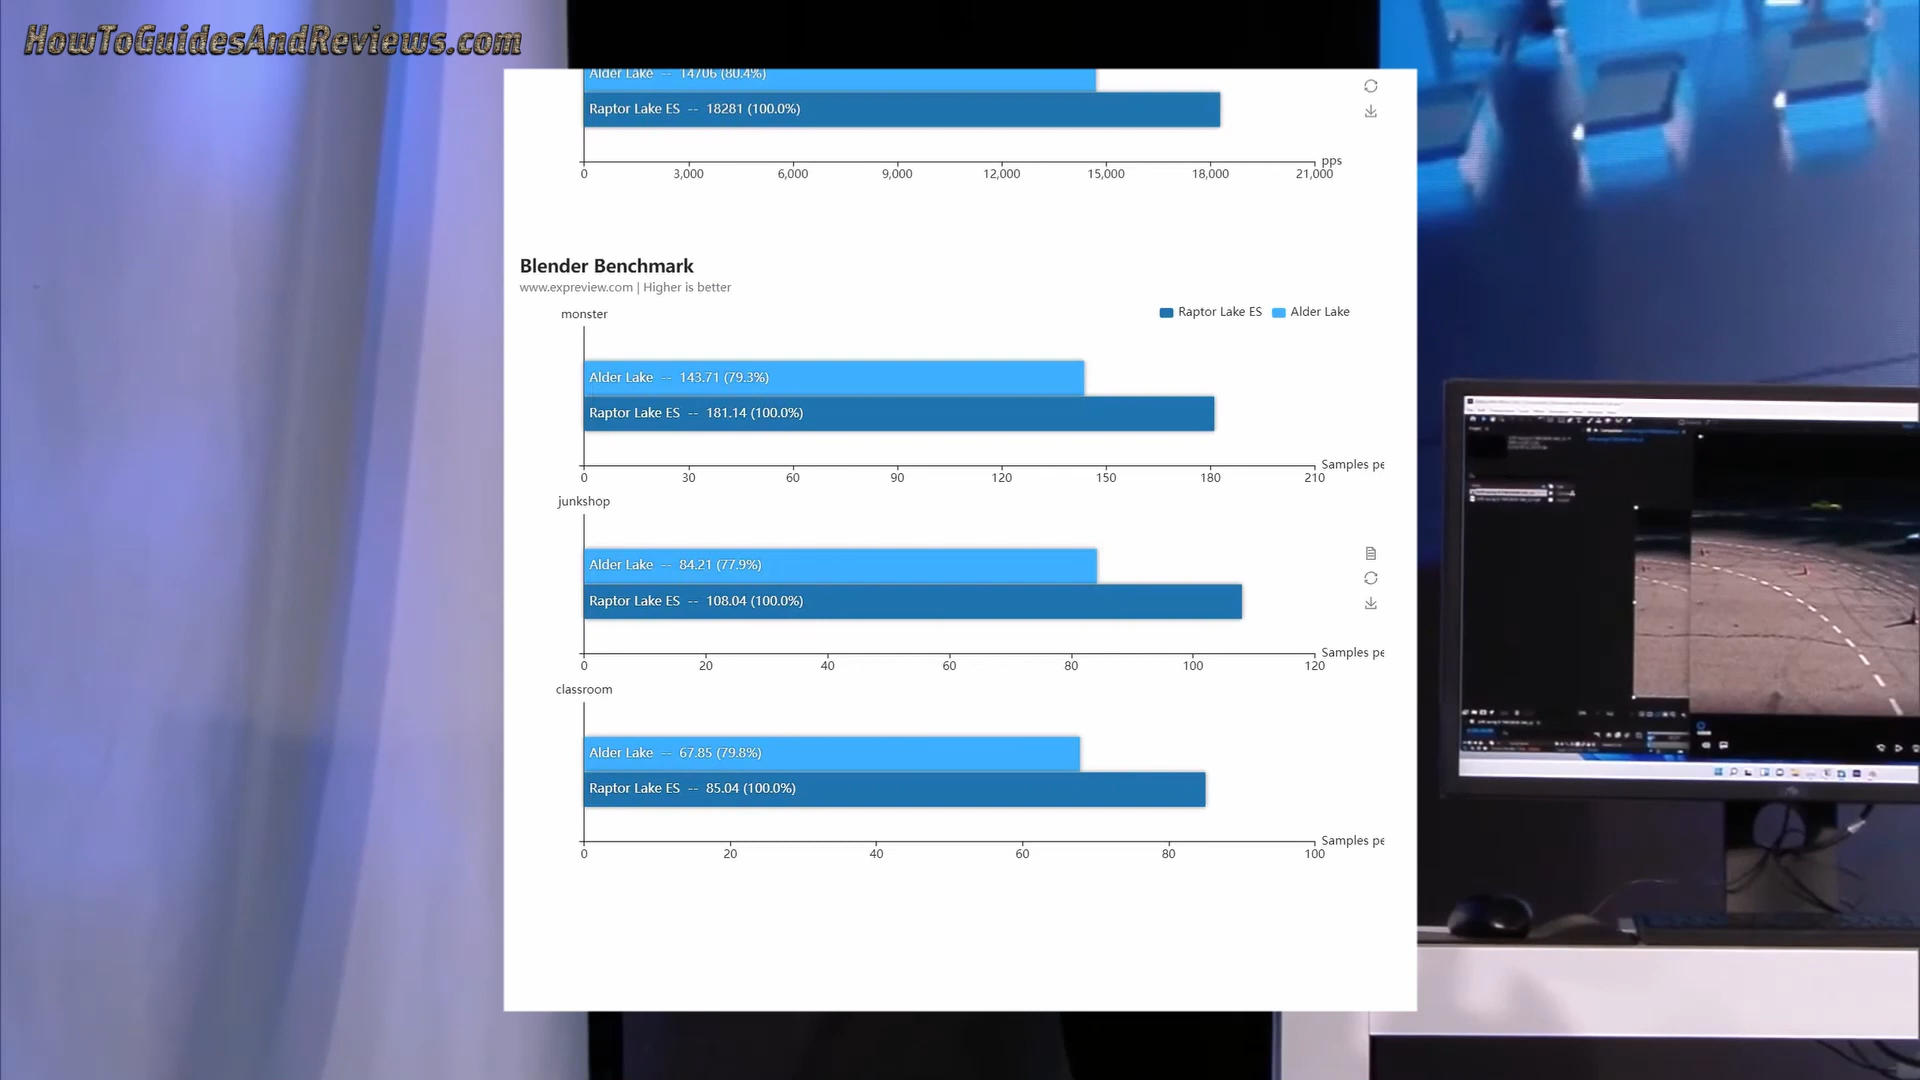 HowToGuidesAndReviews.com
Alder Lake -- 14706 (80.4%)
Raptor Lake ES -- 18281 (100.0%)
pps
0 3,000 6,000 9,000 12,000 15,000 18,000 21,000
Blender Benchmark
www.expreview.com | Higher is better
Raptor Lake ES Alder Lake
monster
Alder Lake -- 143.71 (79.3%)
Raptor Lake ES -- 181.14 (100.0%)
Samples pe
0 30 60 90 120 150 180 210
junkshop
Alder Lake -- 84.21 (77.9%)
Raptor Lake ES -- 108.04 (100.0%)
Samples pe
0 20 40 60 80 100 120
classroom
Alder Lake -- 67.85 (79.8%)
Raptor Lake ES -- 85.04 (100.0%)
Samples pe
0 20 40 60 80 100